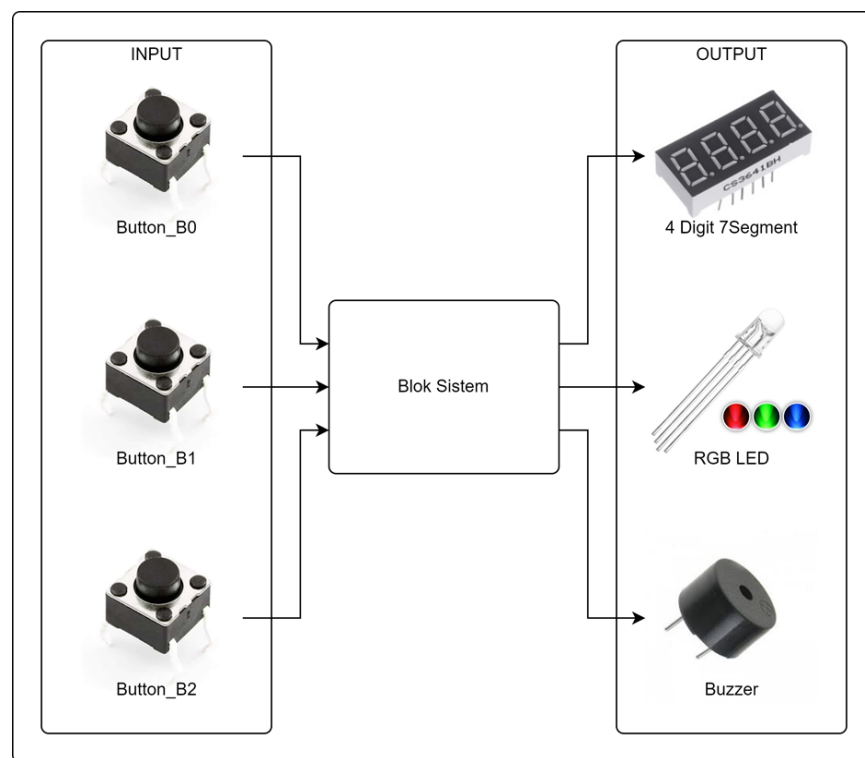 INPUT
Button_B0
Button_B1
Button_B2
Blok Sistem
OUTPUT
CS3641BH
4 Digit 7Segment
RGB LED
Buzzer